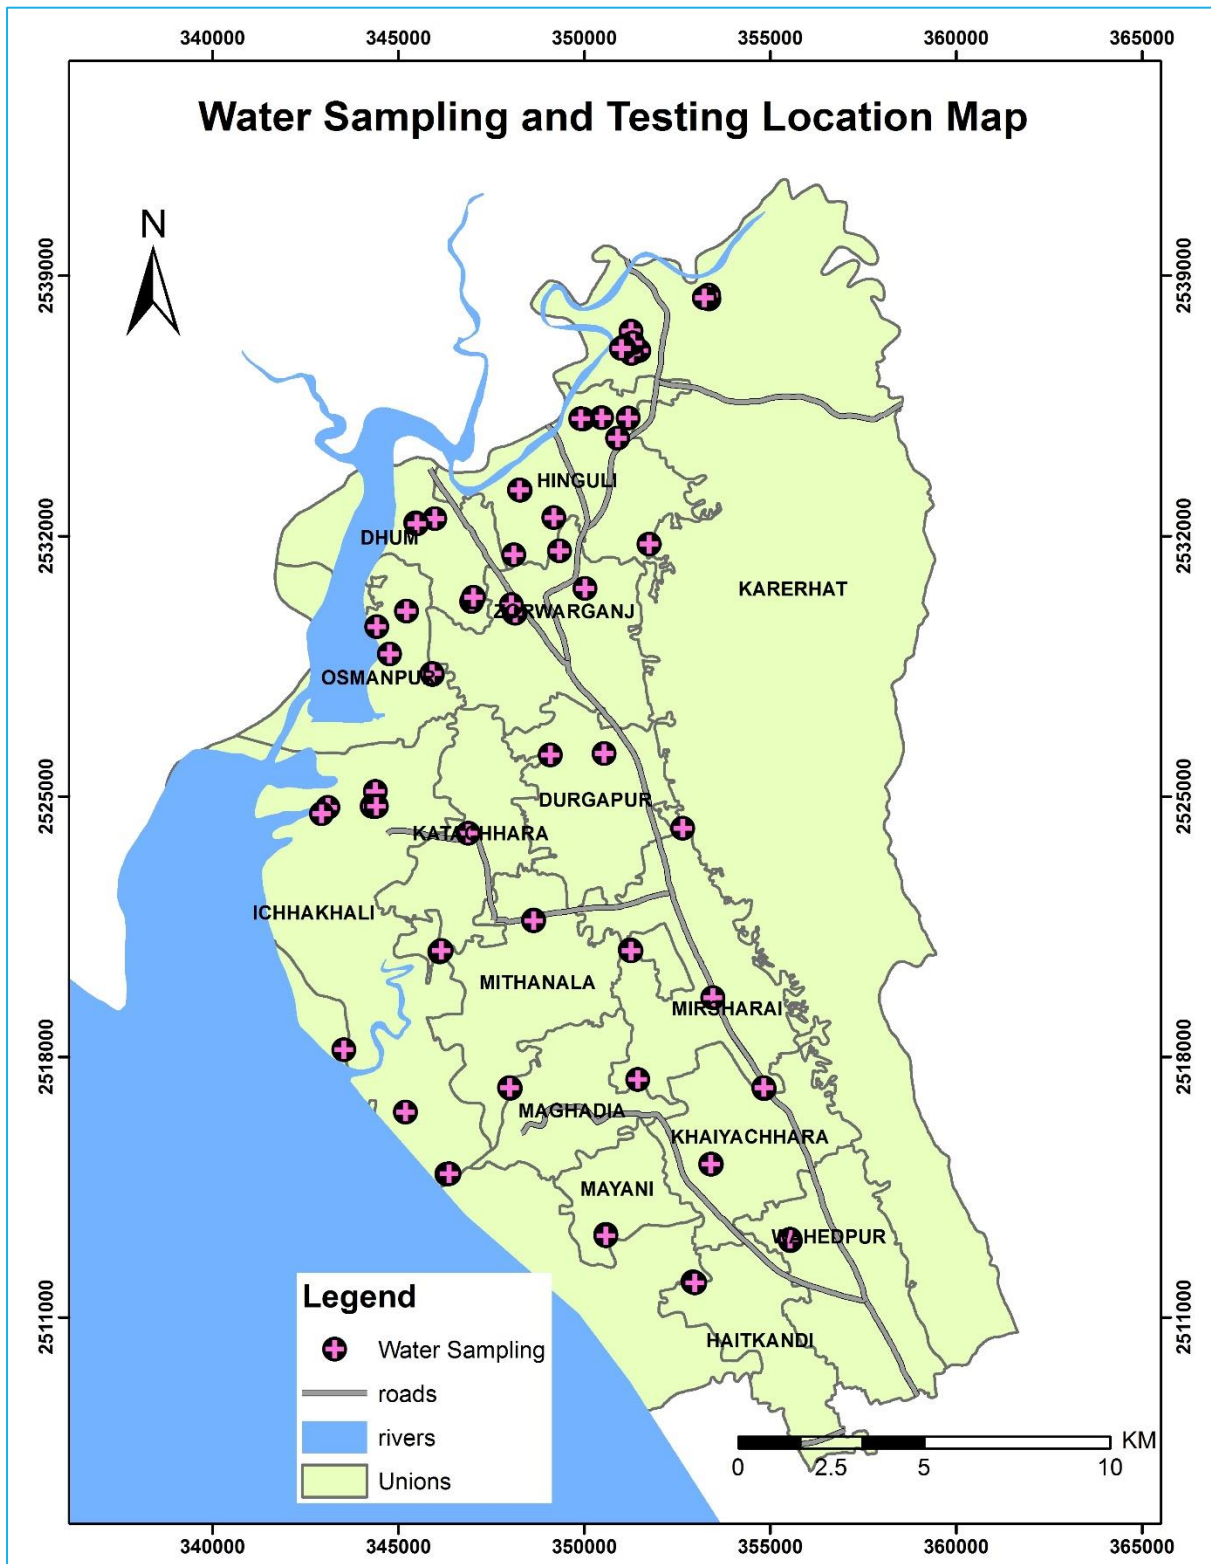 340000 345000 350000 355000 360000 365000
Water Sampling and Testing Location Map
N
2539000 2539000
HINGULI
2532000 2532000
DHUM
KARERHAT
ZORWARGANJ
OSMANPUR
2525000 2525000
DURGAPUR
KATACHHARA
ICHHAKHALI
MITHANALA
MIRSHARAI
2518000 2518000
MAGHADIA
KHAIYACHHARA
MAYANI
WAHEDPUR
2511000 2511000
HAITKANDI
Legend
Water Sampling
roads
rivers
Unions
KM
0 2.5 5 10
340000 345000 350000 355000 360000 365000